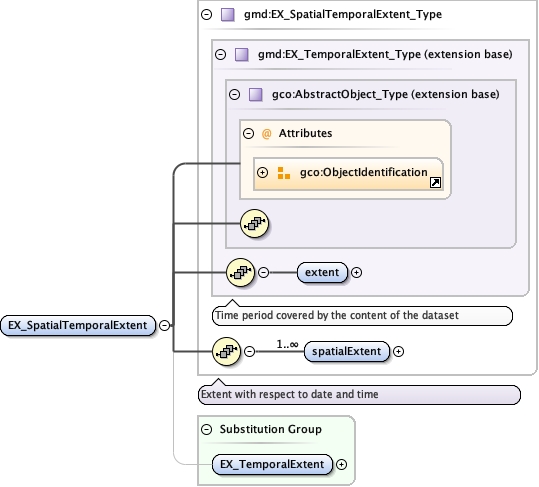 gmd:EX_SpatialTemporalExtent_Type
gmd:EX_TemporalExtent_Type (extension base)
gco:AbstractObject_Type (extension base)
@ Attributes
gco:ObjectIdentification
extent
Time period covered by the content of the dataset
EX_SpatialTemporalExtent
1..∞
spatialExtent
Extent with respect to date and time
Substitution Group
EX_TemporalExtent